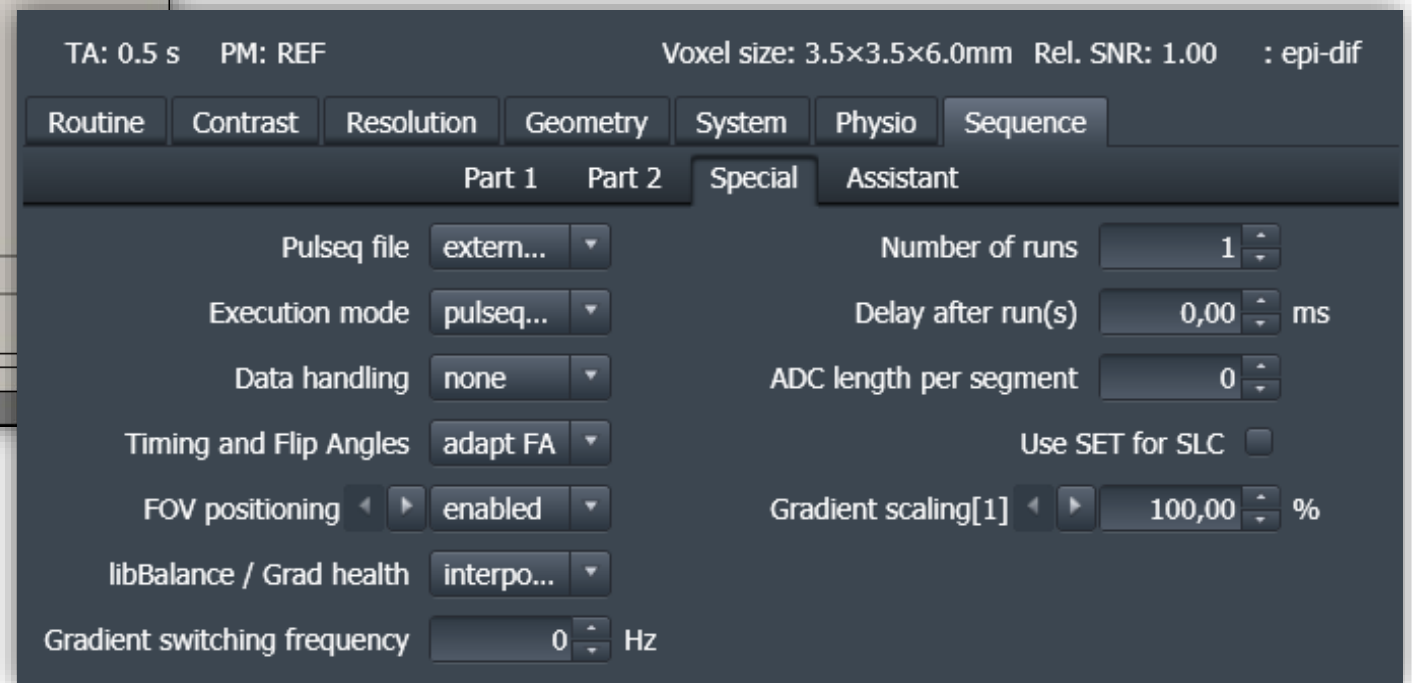 TA: 0.5 s PM: REF Voxel size: 3.5×3.5×6.0mm Rel. SNR: 1.00 : epi-dif
Routine Contrast Resolution Geometry System Physio Sequence
Part 1 Part 2 Special Assistant
Pulseq file extern... Number of runs 1
Execution mode pulseq... Delay after run(s) 0,00 ms
Data handling none ADC length per segment 0
Timing and Flip Angles adapt FA Use SET for SLC
FOV positioning enabled Gradient scaling[1] 100,00 %
libBalance / Grad health interpo...
Gradient switching frequency 0 Hz